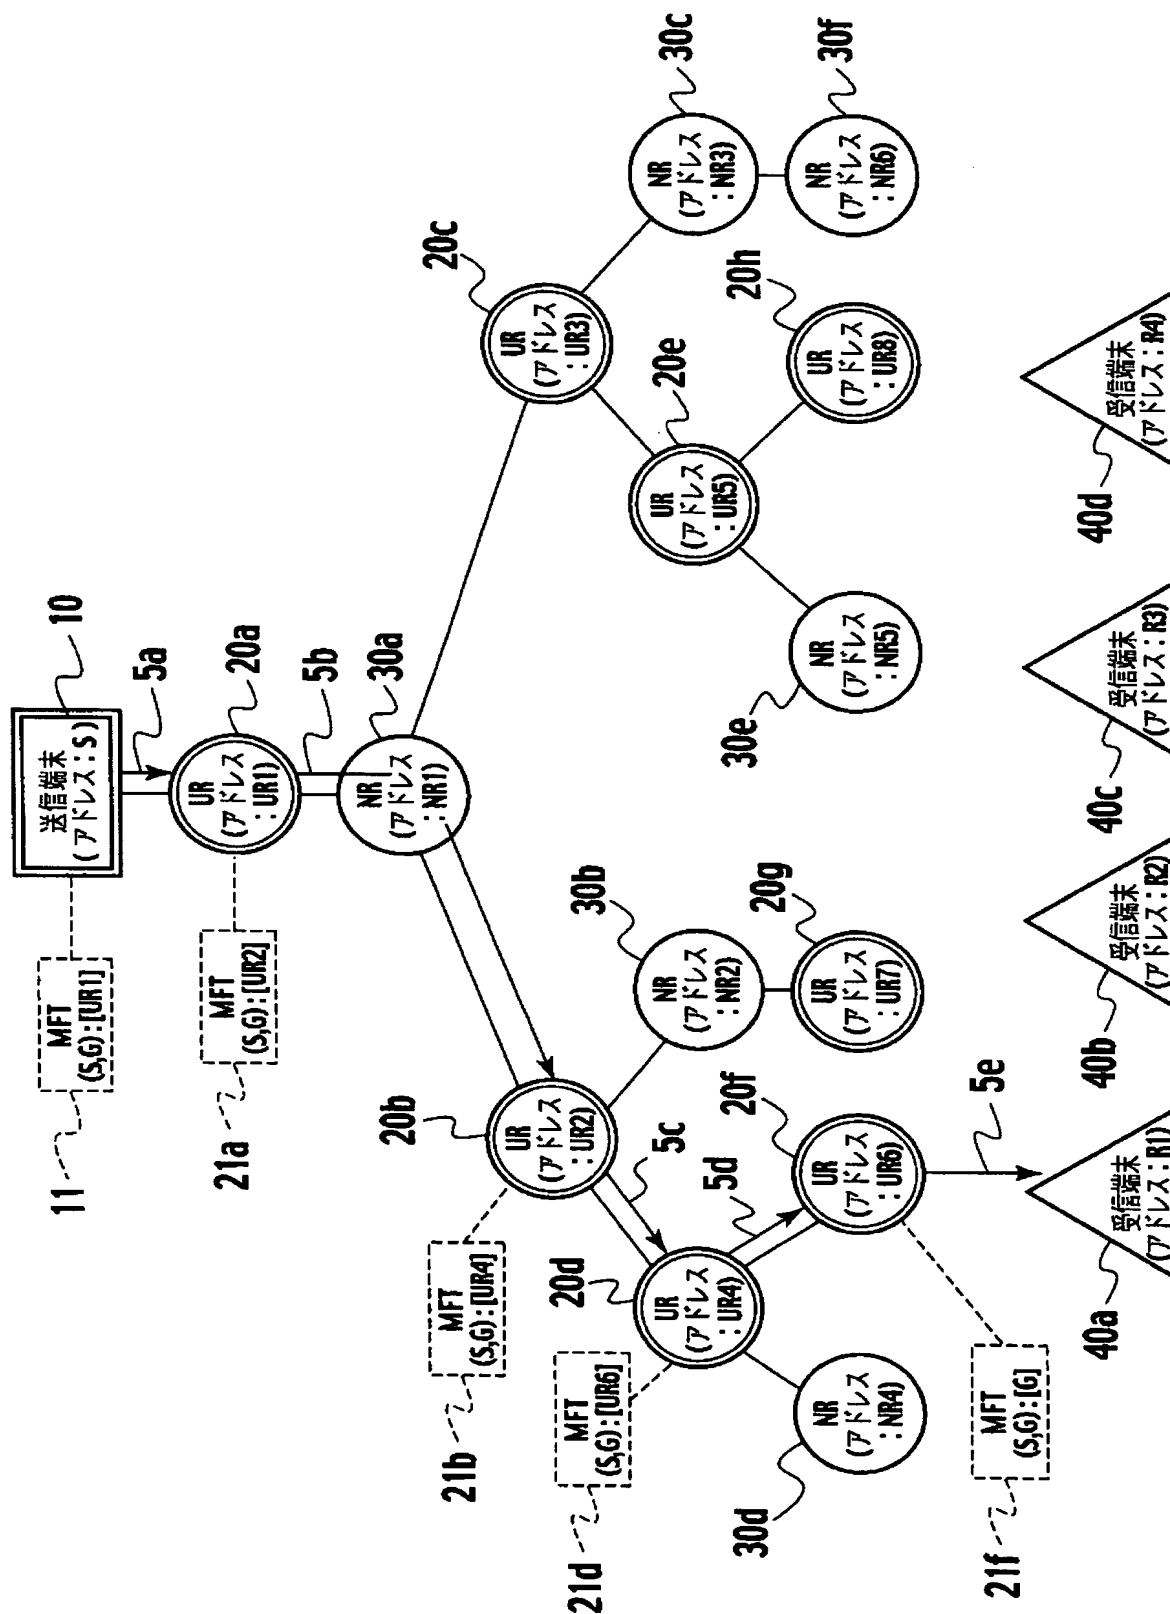 送信端末
(アドレス:S)
10
MFT
(S,G):[UR1]
11
5a
UR
(アドレス
:UR1)
20a
MFT
(S,G):[UR2]
21a
5b
NR
(アドレス
:NR1)
30a
UR
(アドレス
:UR2)
20b
MFT
(S,G):[UR4]
21b
UR
(アドレス
:UR3)
20c
5c
UR
(アドレス
:UR4)
20d
MFT
(S,G):[UR6]
21d
NR
(アドレス
:NR2)
30b
UR
(アドレス
:UR5)
20e
NR
(アドレス
:NR3)
30c
5d
NR
(アドレス
:NR4)
30d
UR
(アドレス
:UR6)
20f
UR
(アドレス
:UR7)
20g
NR
(アドレス
:NR5)
30e
UR
(アドレス
:UR8)
20h
NR
(アドレス
:NR6)
30f
MFT
(S,G):[G]
21f
5e
受信端末
(アドレス:R1)
40a
受信端末
(アドレス:R2)
40b
受信端末
(アドレス:R3)
40c
受信端末
(アドレス:R4)
40d